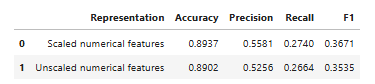 Representation Accuracy Precision Recall F1
0 Scaled numerical features 0.8937 0.5581 0.2740 0.3671
1 Unscaled numerical features 0.8902 0.5256 0.2664 0.3535